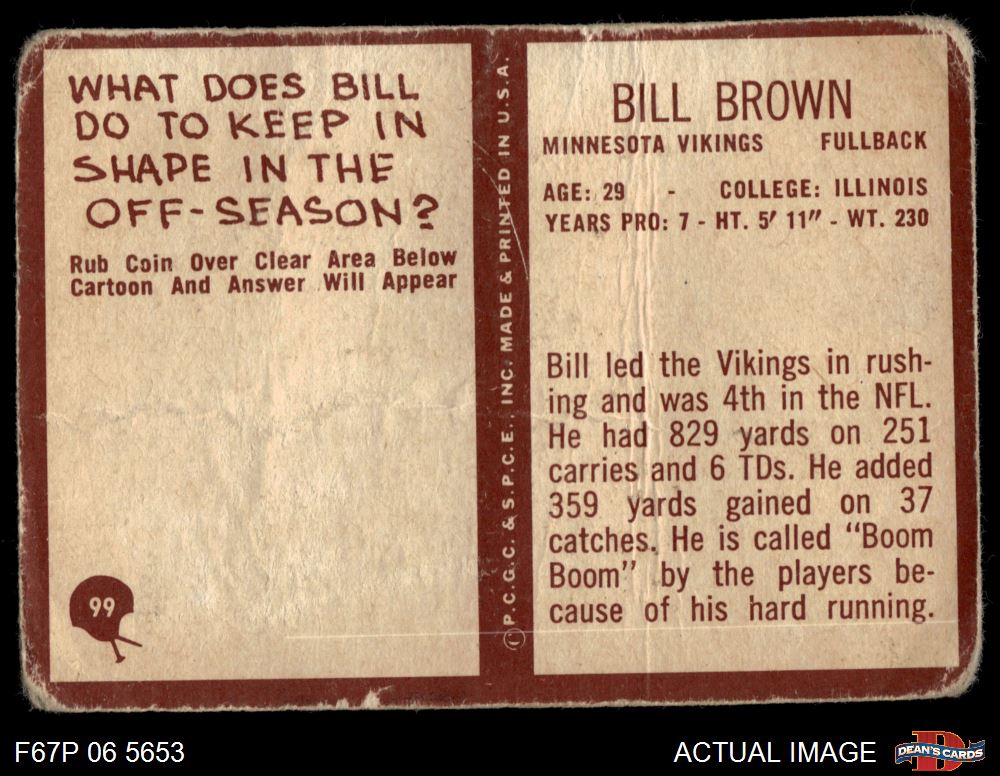 WHAT DOES BILL
DO TO KEEP IN
SHAPE IN THE
OFF-SEASON?
Rub Coin Over Clear Area Below
Cartoon And Answer Will Appear
99
© P.C.G.C. & S.P.C.E., INC. MADE & PRINTED IN U.S.A.
BILL BROWN
MINNESOTA VIKINGS FULLBACK
AGE: 29 - COLLEGE: ILLINOIS
YEARS PRO: 7 - HT. 5' 11" - WT. 230
Bill led the Vikings in rush-
ing and was 4th in the NFL.
He had 829 yards on 251
carries and 6 TDs. He added
359 yards gained on 37
catches. He is called "Boom
Boom" by the players be-
cause of his hard running.
F67P 06 5653
ACTUAL IMAGE
DEAN'S CARDS